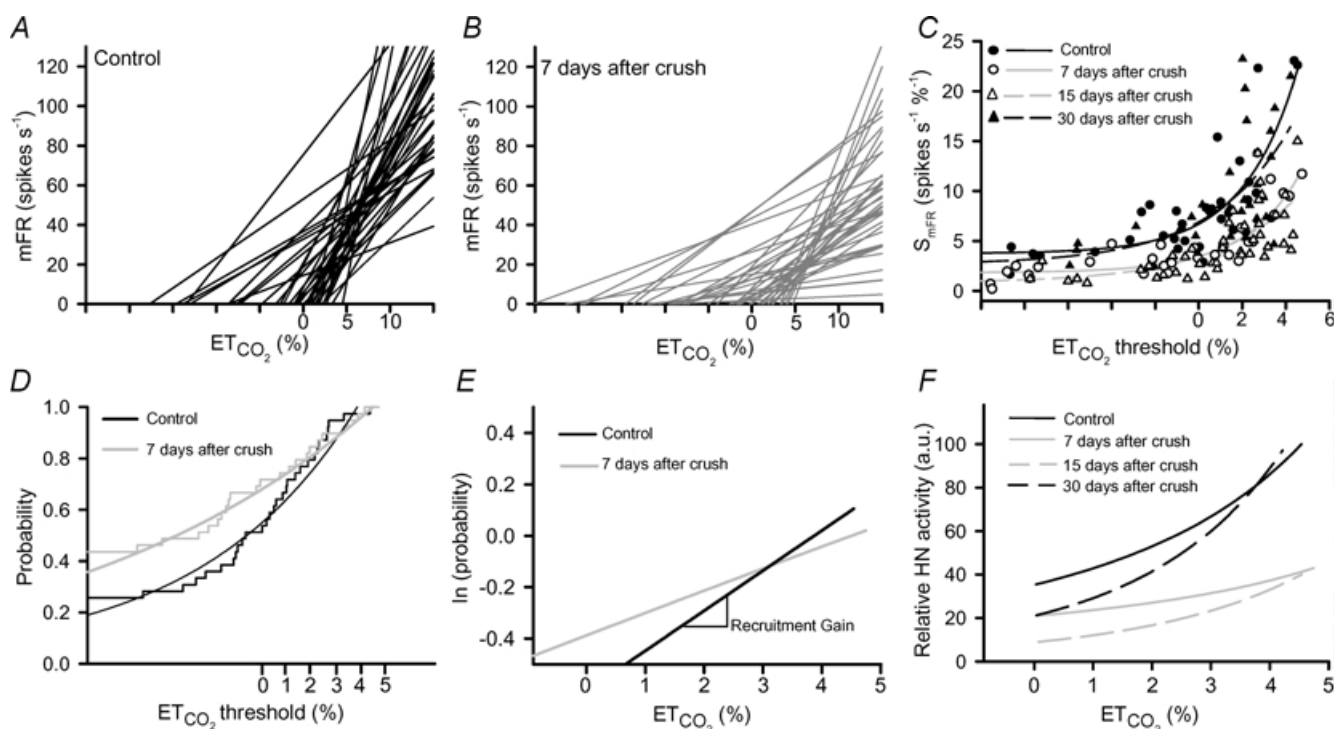 A
Control
mFR (spikes s⁻¹)
120
100
80
60
40
20
0
0 5 10
ET_CO₂ (%)
B
7 days after crush
mFR (spikes s⁻¹)
120
100
80
60
40
20
0
0 5 10
ET_CO₂ (%)
C
Control
7 days after crush
15 days after crush
30 days after crush
S_mFR (spikes s⁻¹ %⁻¹)
25
20
15
10
5
0
0 2 4 6
ET_CO₂ threshold (%)
D
Control
7 days after crush
Probability
1.0
0.8
0.6
0.4
0.2
0.0
0 1 2 3 4 5
ET_CO₂ threshold (%)
E
Control
7 days after crush
ln (probability)
0.4
0.2
0.0
-0.2
-0.4
Recruitment Gain
0 1 2 3 4 5
ET_CO₂ (%)
F
Control
7 days after crush
15 days after crush
30 days after crush
Relative HN activity (a.u.)
100
80
60
40
20
0
0 1 2 3 4 5
ET_CO₂ (%)